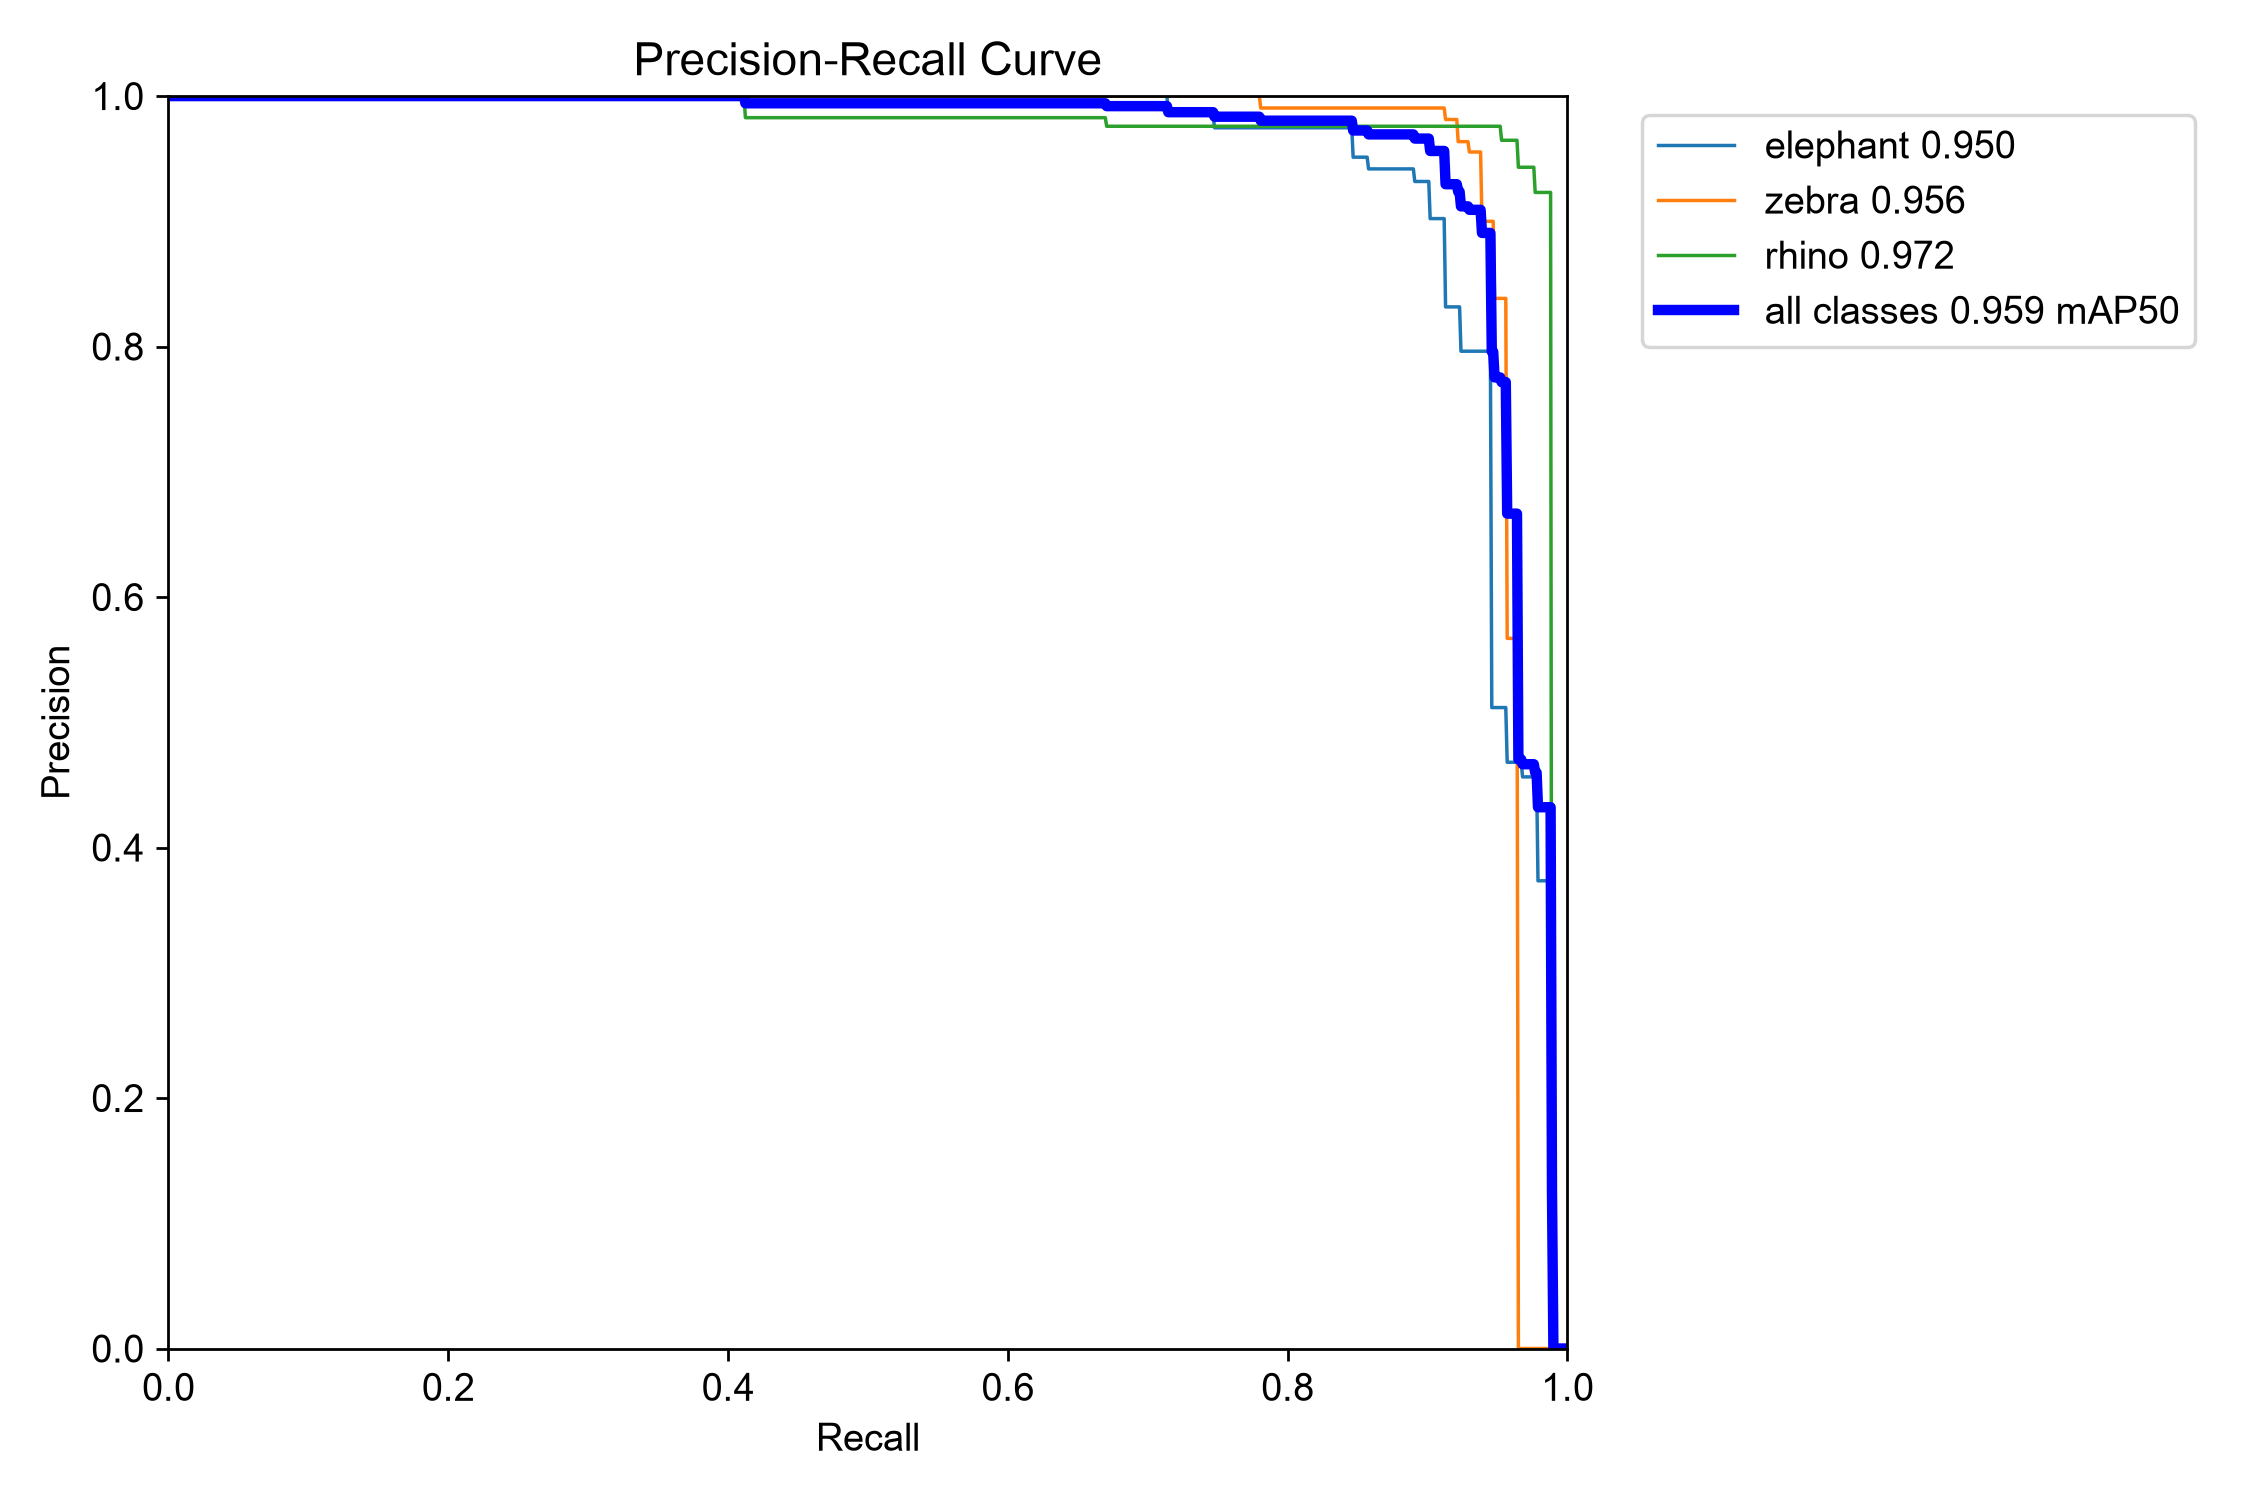 Precision-Recall Curve
1.0
0.8
0.6
0.4
0.2
0.0
Precision
0.0 0.2 0.4 0.6 0.8 1.0
Recall
elephant 0.950
zebra 0.956
rhino 0.972
all classes 0.959 mAP50